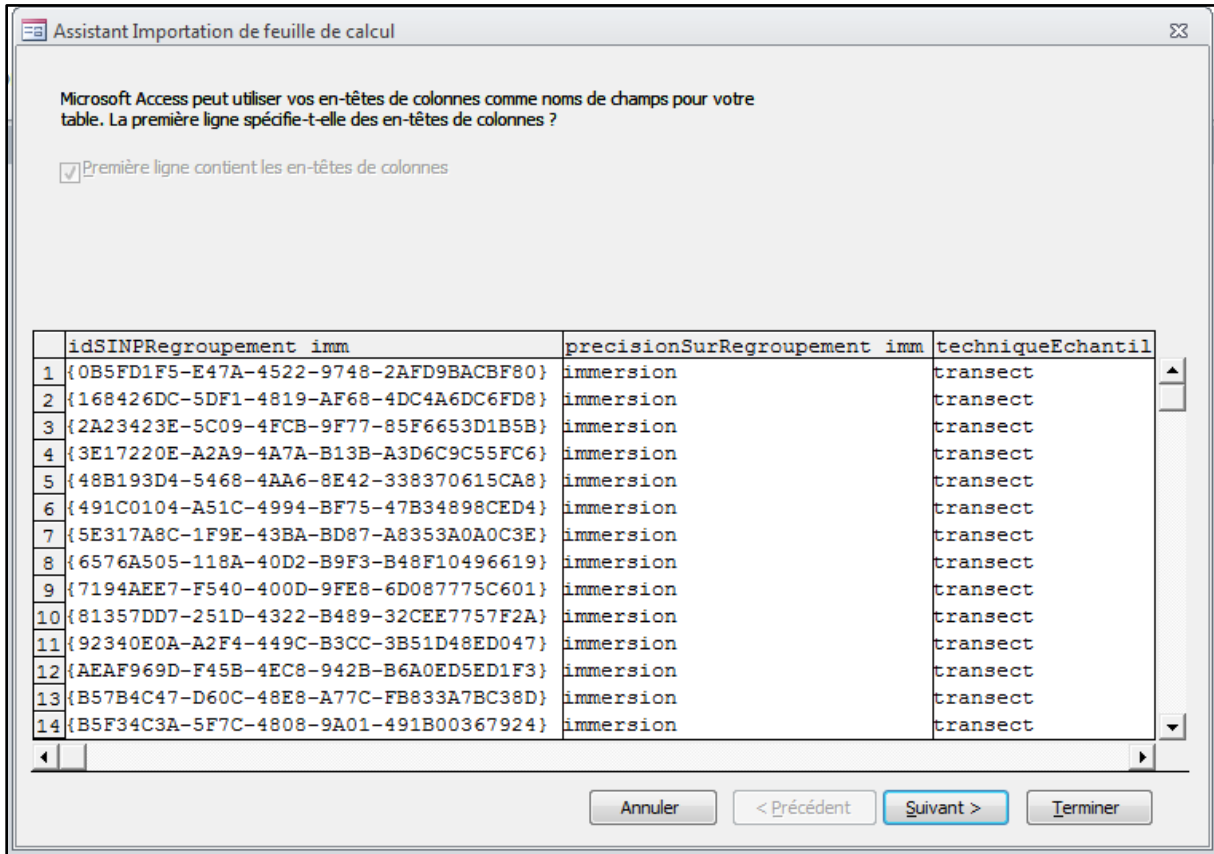 Assistant Importation de feuille de calcul
Microsoft Access peut utiliser vos en-têtes de colonnes comme noms de champs pour votre
table. La première ligne spécifie-t-elle des en-têtes de colonnes ?
Première ligne contient les en-têtes de colonnes
idSINPRegroupement imm precisionSurRegroupement imm techniqueEchantil
1 {0B5FD1F5-E47A-4522-9748-2AFD9BACBF80} immersion transect
2 {168426DC-5DF1-4819-AF68-4DC4A6DC6FD8} immersion transect
3 {2A23423E-5C09-4FCB-9F77-85F6653D1B5B} immersion transect
4 {3E17220E-A2A9-4A7A-B13B-A3D6C9C55FC6} immersion transect
5 {48B193D4-5468-4AA6-8E42-338370615CA8} immersion transect
6 {491C0104-A51C-4994-BF75-47B34898CED4} immersion transect
7 {5E317A8C-1F9E-43BA-BD87-A8353A0A0C3E} immersion transect
8 {6576A505-118A-40D2-B9F3-B48F10496619} immersion transect
9 {7194AEE7-F540-400D-9FE8-6D087775C601} immersion transect
10 {81357DD7-251D-4322-B489-32CEE7757F2A} immersion transect
11 {92340E0A-A2F4-449C-B3CC-3B51D48ED047} immersion transect
12 {AEAF969D-F45B-4EC8-942B-B6A0ED5ED1F3} immersion transect
13 {B57B4C47-D60C-48E8-A77C-FB833A7BC38D} immersion transect
14 {B5F34C3A-5F7C-4808-9A01-491B00367924} immersion transect
Annuler < Précédent Suivant > Terminer